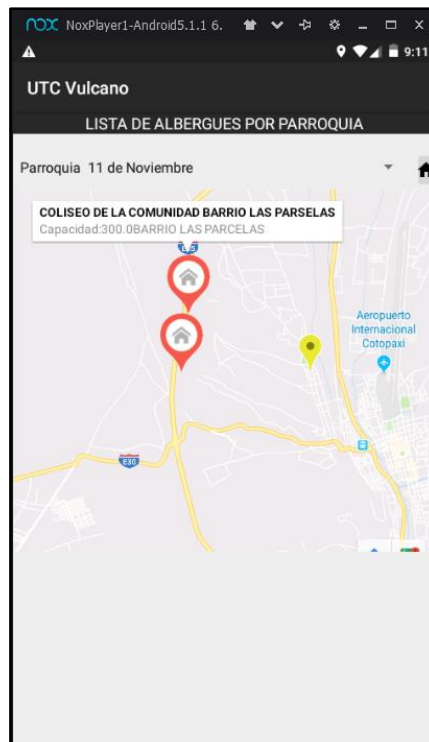 nox NoxPlayer1-Android5.1.1 6.
9:11
UTC Vulcano
LISTA DE ALBERGUES POR PARROQUIA
Parroquia 11 de Noviembre
COLISEO DE LA COMUNIDAD BARRIO LAS PARSELAS
Capacidad:300.0BARRIO LAS PARCELAS
Aeropuerto
Internacional
Cotopaxi
E30